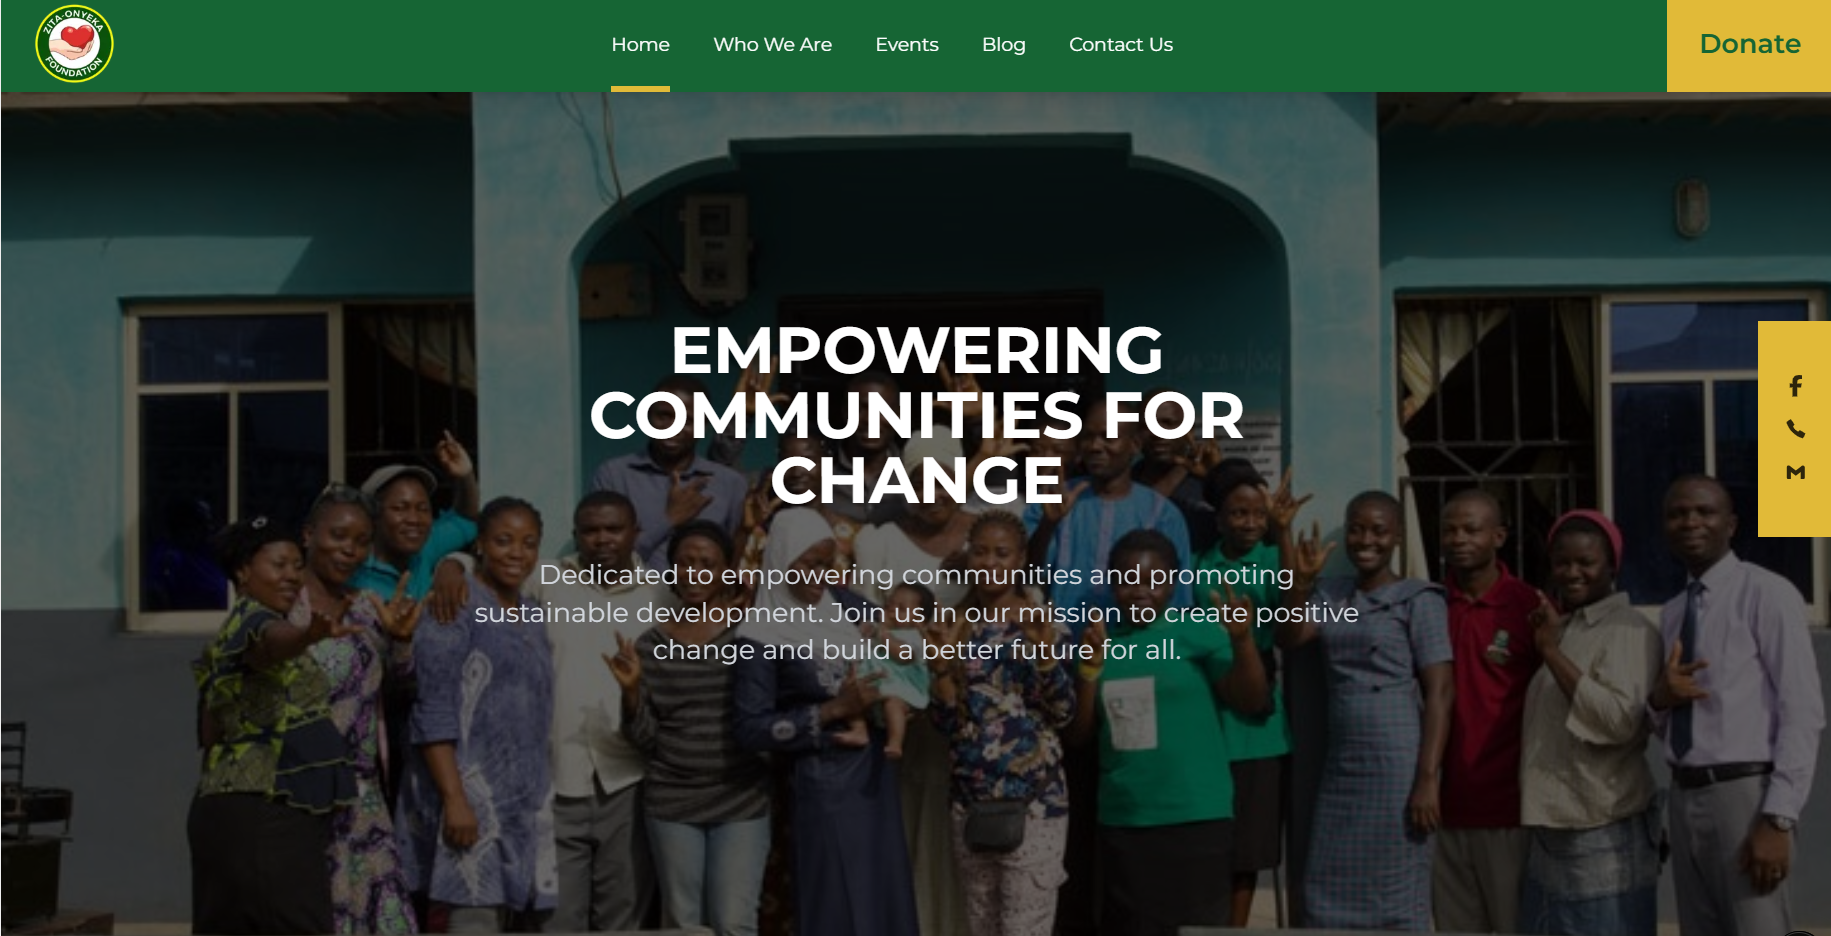 ZITA-ONYEKA
FOUNDATION
Home
Who We Are
Events
Blog
Contact Us
Donate
EMPOWERING
COMMUNITIES FOR
CHANGE
Dedicated to empowering communities and promoting
sustainable development. Join us in our mission to create positive
change and build a better future for all.